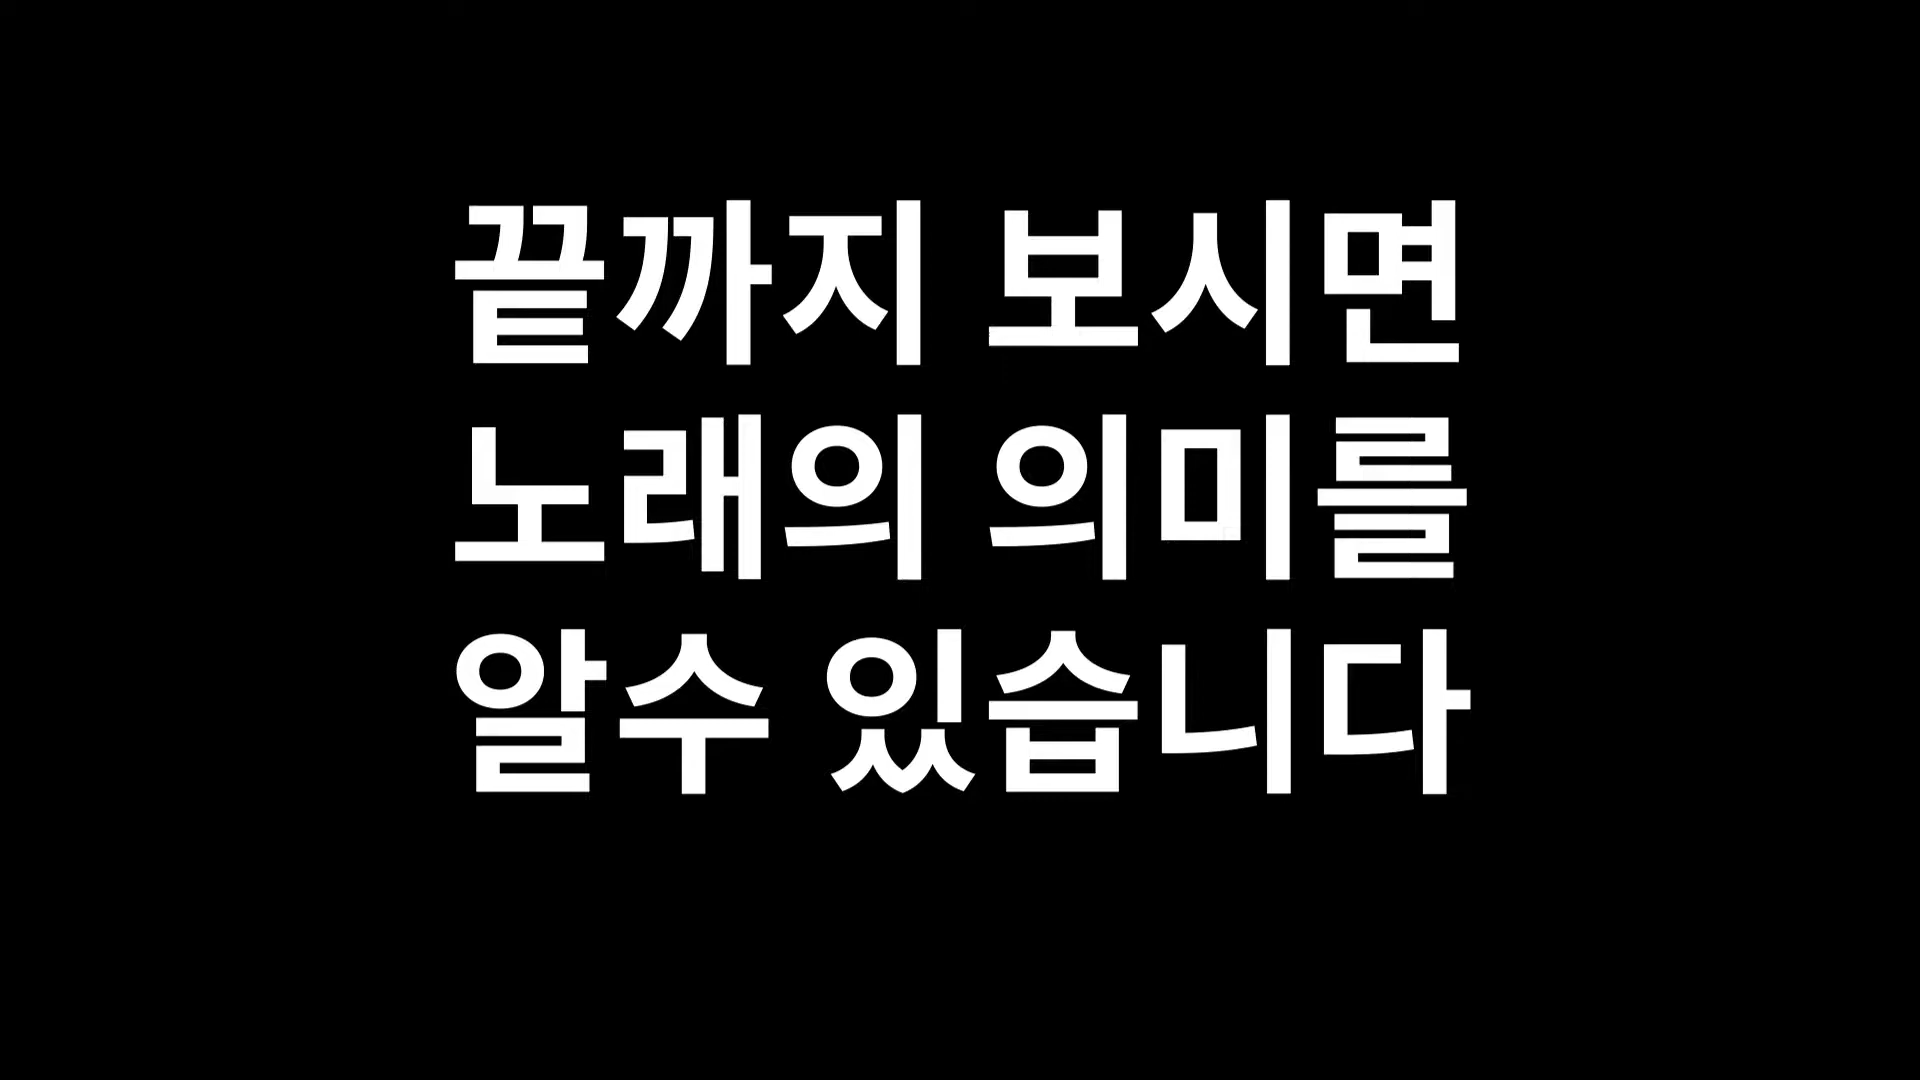 끝까지 보시면
노래의 의미를
알수 있습니다